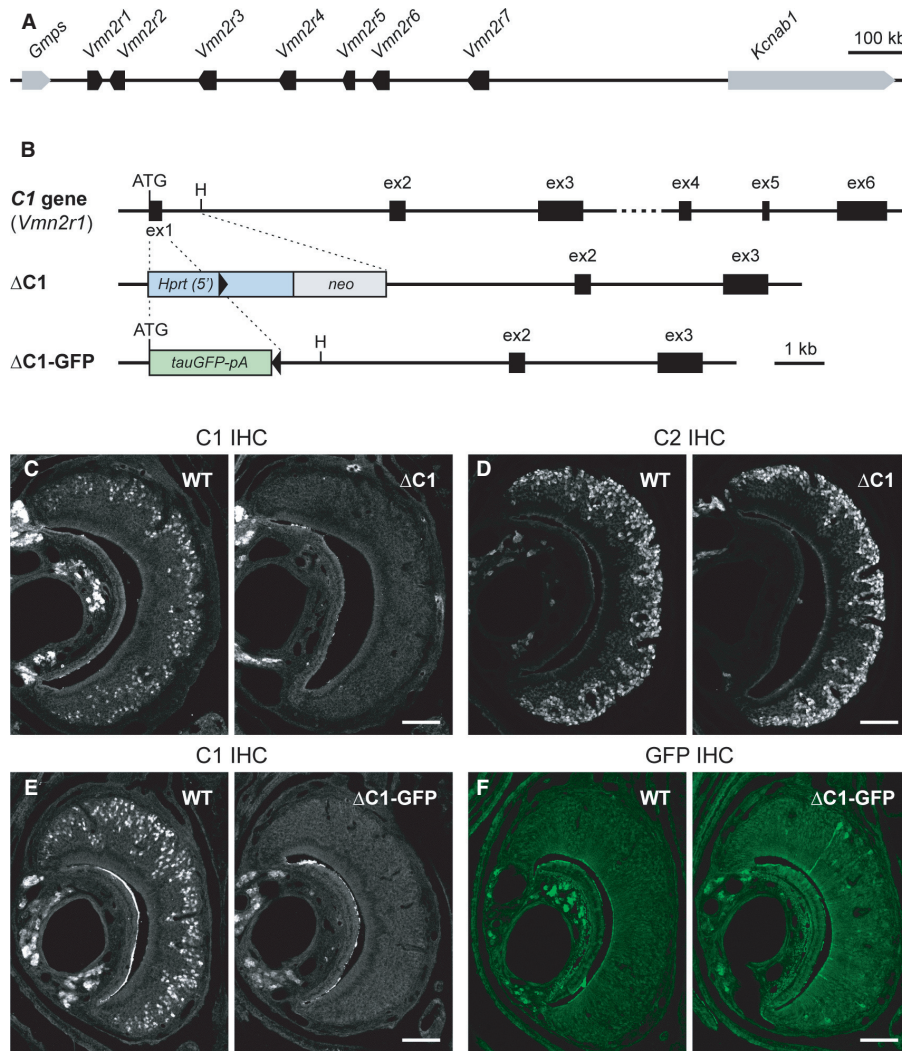 A
Gmps
Vmn2r1
Vmn2r2
Vmn2r3
Vmn2r4
Vmn2r5
Vmn2r6
Vmn2r7
Kcnab1
100 kb
B
C1 gene
(Vmn2r1)
ATG
H
ex1
ex2
ex3
ex4
ex5
ex6
ΔC1
Hprt (5')
neo
ex2
ex3
ΔC1-GFP
ATG
tauGFP-pA
H
ex2
ex3
1 kb
C1 IHC
C2 IHC
C
WT
ΔC1
D
WT
ΔC1
C1 IHC
GFP IHC
E
WT
ΔC1-GFP
F
WT
ΔC1-GFP